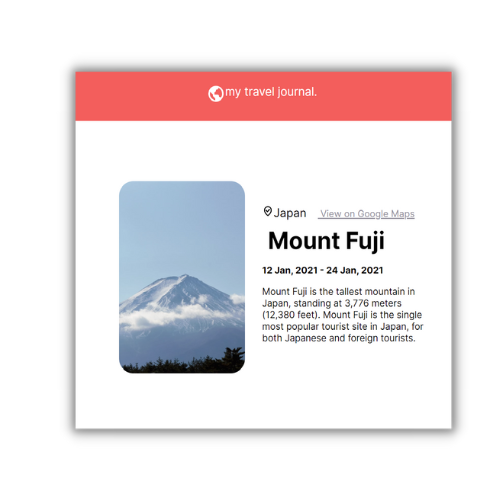 my travel journal.
Japan View on Google Maps
Mount Fuji
12 Jan, 2021 - 24 Jan, 2021
Mount Fuji is the tallest mountain in
Japan, standing at 3,776 meters
(12,380 feet). Mount Fuji is the single
most popular tourist site in Japan, for
both Japanese and foreign tourists.